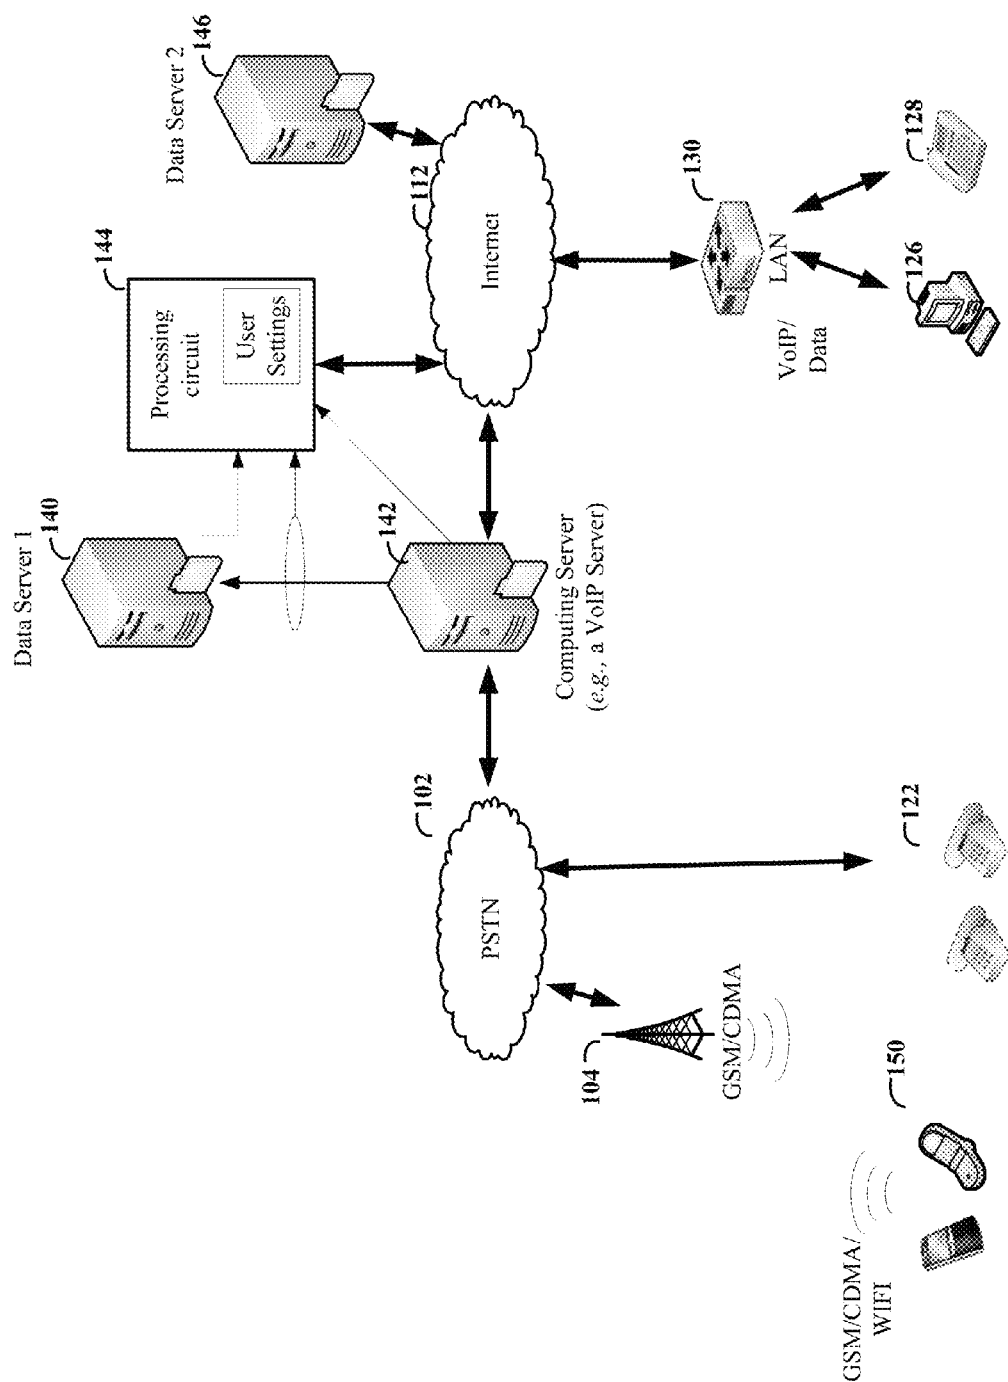 Data Server 1
140
144
Processing
circuit
User
Settings
Data Server 2
146
142
Computing Server
(e.g., a VoIP Server)
102
PSTN
112
Internet
104
GSM/CDMA
130
LAN
VoIP/
Data
GSM/CDMA/
WIFI
150
122
126
128